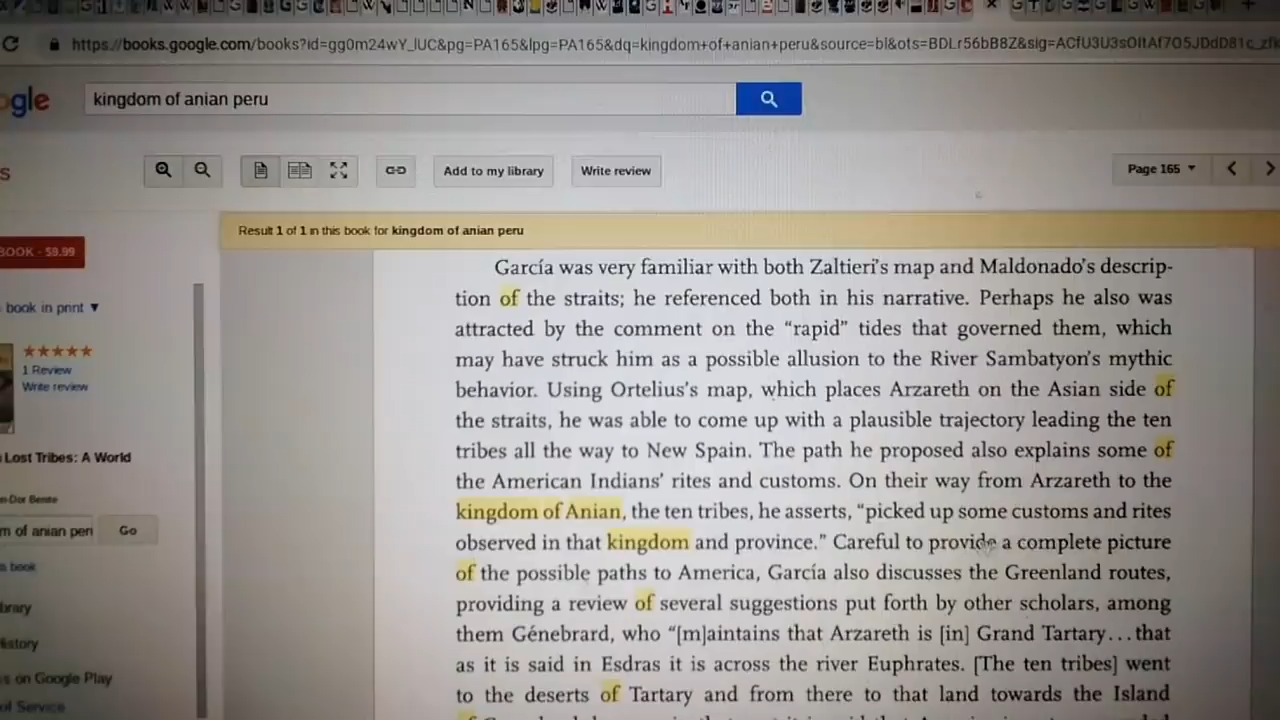 https://books.google.com/books?id=gg0m24wY_lUC&pg=PA165&lpg=PA165&dq=kingdom+of+anian+peru&source=bl&ots=BDLr56bB8Z&sig=
ogle
kingdom of anian peru
s
Add to my library
Write review
Page 165
Result 1 of 1 in this book for kingdom of anian peru
BOOK - $9.99
book in print ▼
1 Review
Write review
Lost Tribes: A World
m of anian peru
Go
book
brary
History
s on Google Play
of Service
García was very familiar with both Zaltieri's map and Maldonado's descrip-
tion of the straits; he referenced both in his narrative. Perhaps he also was
attracted by the comment on the “rapid” tides that governed them, which
may have struck him as a possible allusion to the River Sambatyon's mythic
behavior. Using Ortelius's map, which places Arzareth on the Asian side of
the straits, he was able to come up with a plausible trajectory leading the ten
tribes all the way to New Spain. The path he proposed also explains some of
the American Indians' rites and customs. On their way from Arzareth to the
kingdom of Anian, the ten tribes, he asserts, “picked up some customs and rites
observed in that kingdom and province.” Careful to provide a complete picture
of the possible paths to America, García also discusses the Greenland routes,
providing a review of several suggestions put forth by other scholars, among
them Génebrard, who “[m]aintains that Arzareth is [in] Grand Tartary...that
as it is said in Esdras it is across the river Euphrates. [The ten tribes] went
to the deserts of Tartary and from there to that land towards the Island